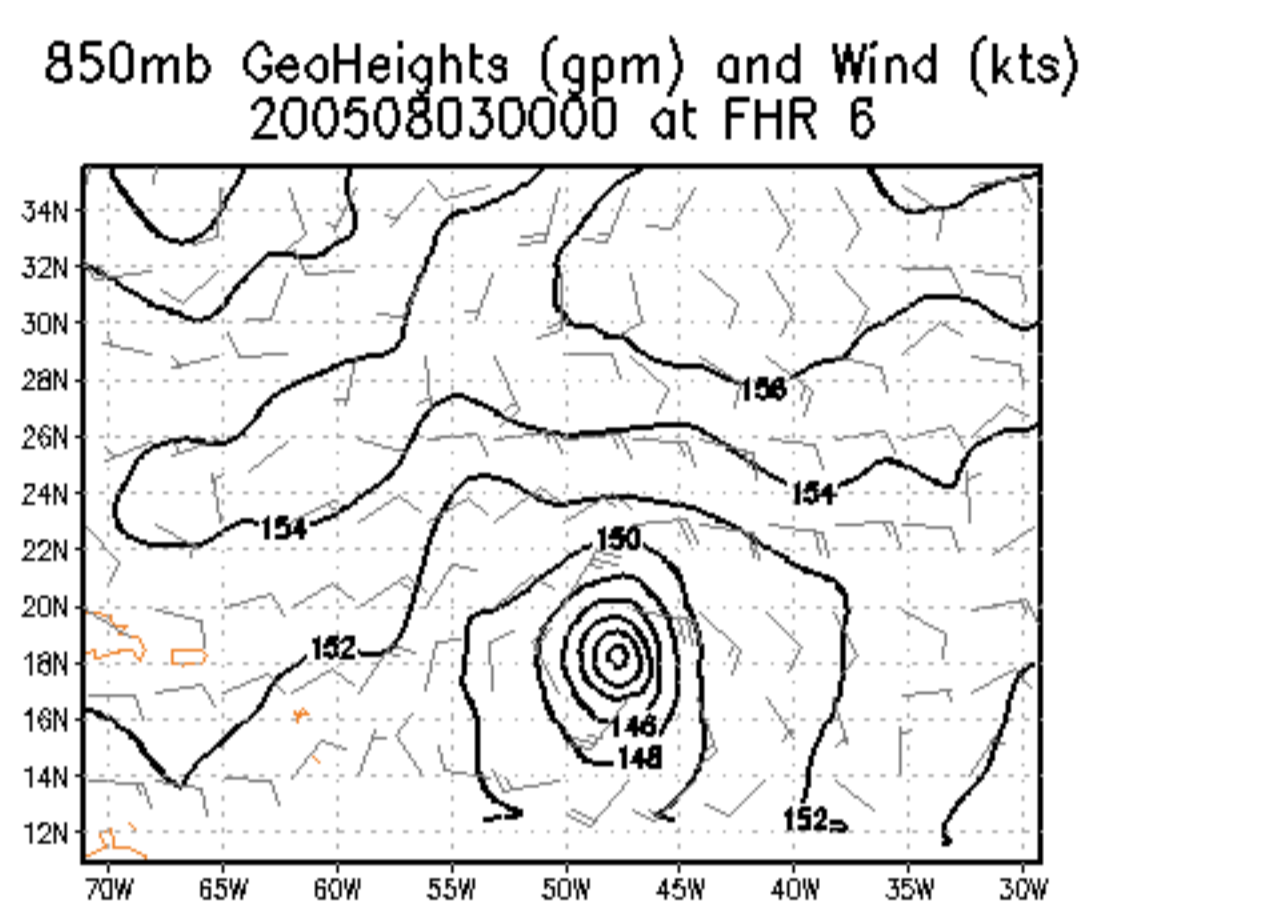 850mb GeoHeights (gpm) and Wind (kts)
200508030000 at FHR 6
34N
32N
30N
28N
156
26N
24N
154
154
22N
150
20N
152
18N
16N
146
148
14N
152
12N
70W 65W 60W 55W 50W 45W 40W 35W 30W